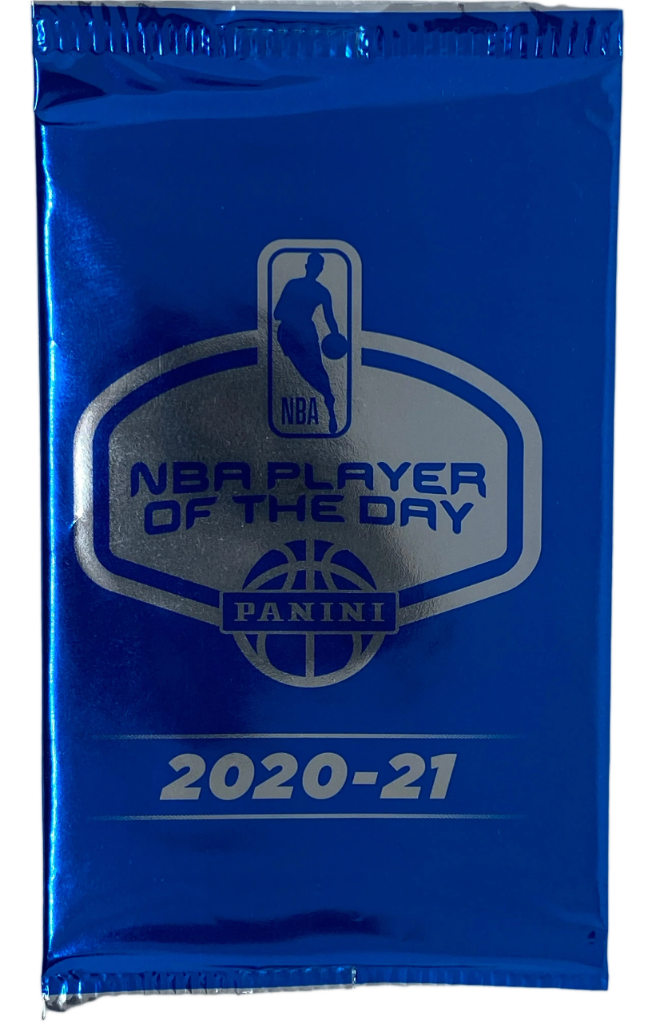 NBA
NBA PLAYER
OF THE DAY
PANINI
2020-21